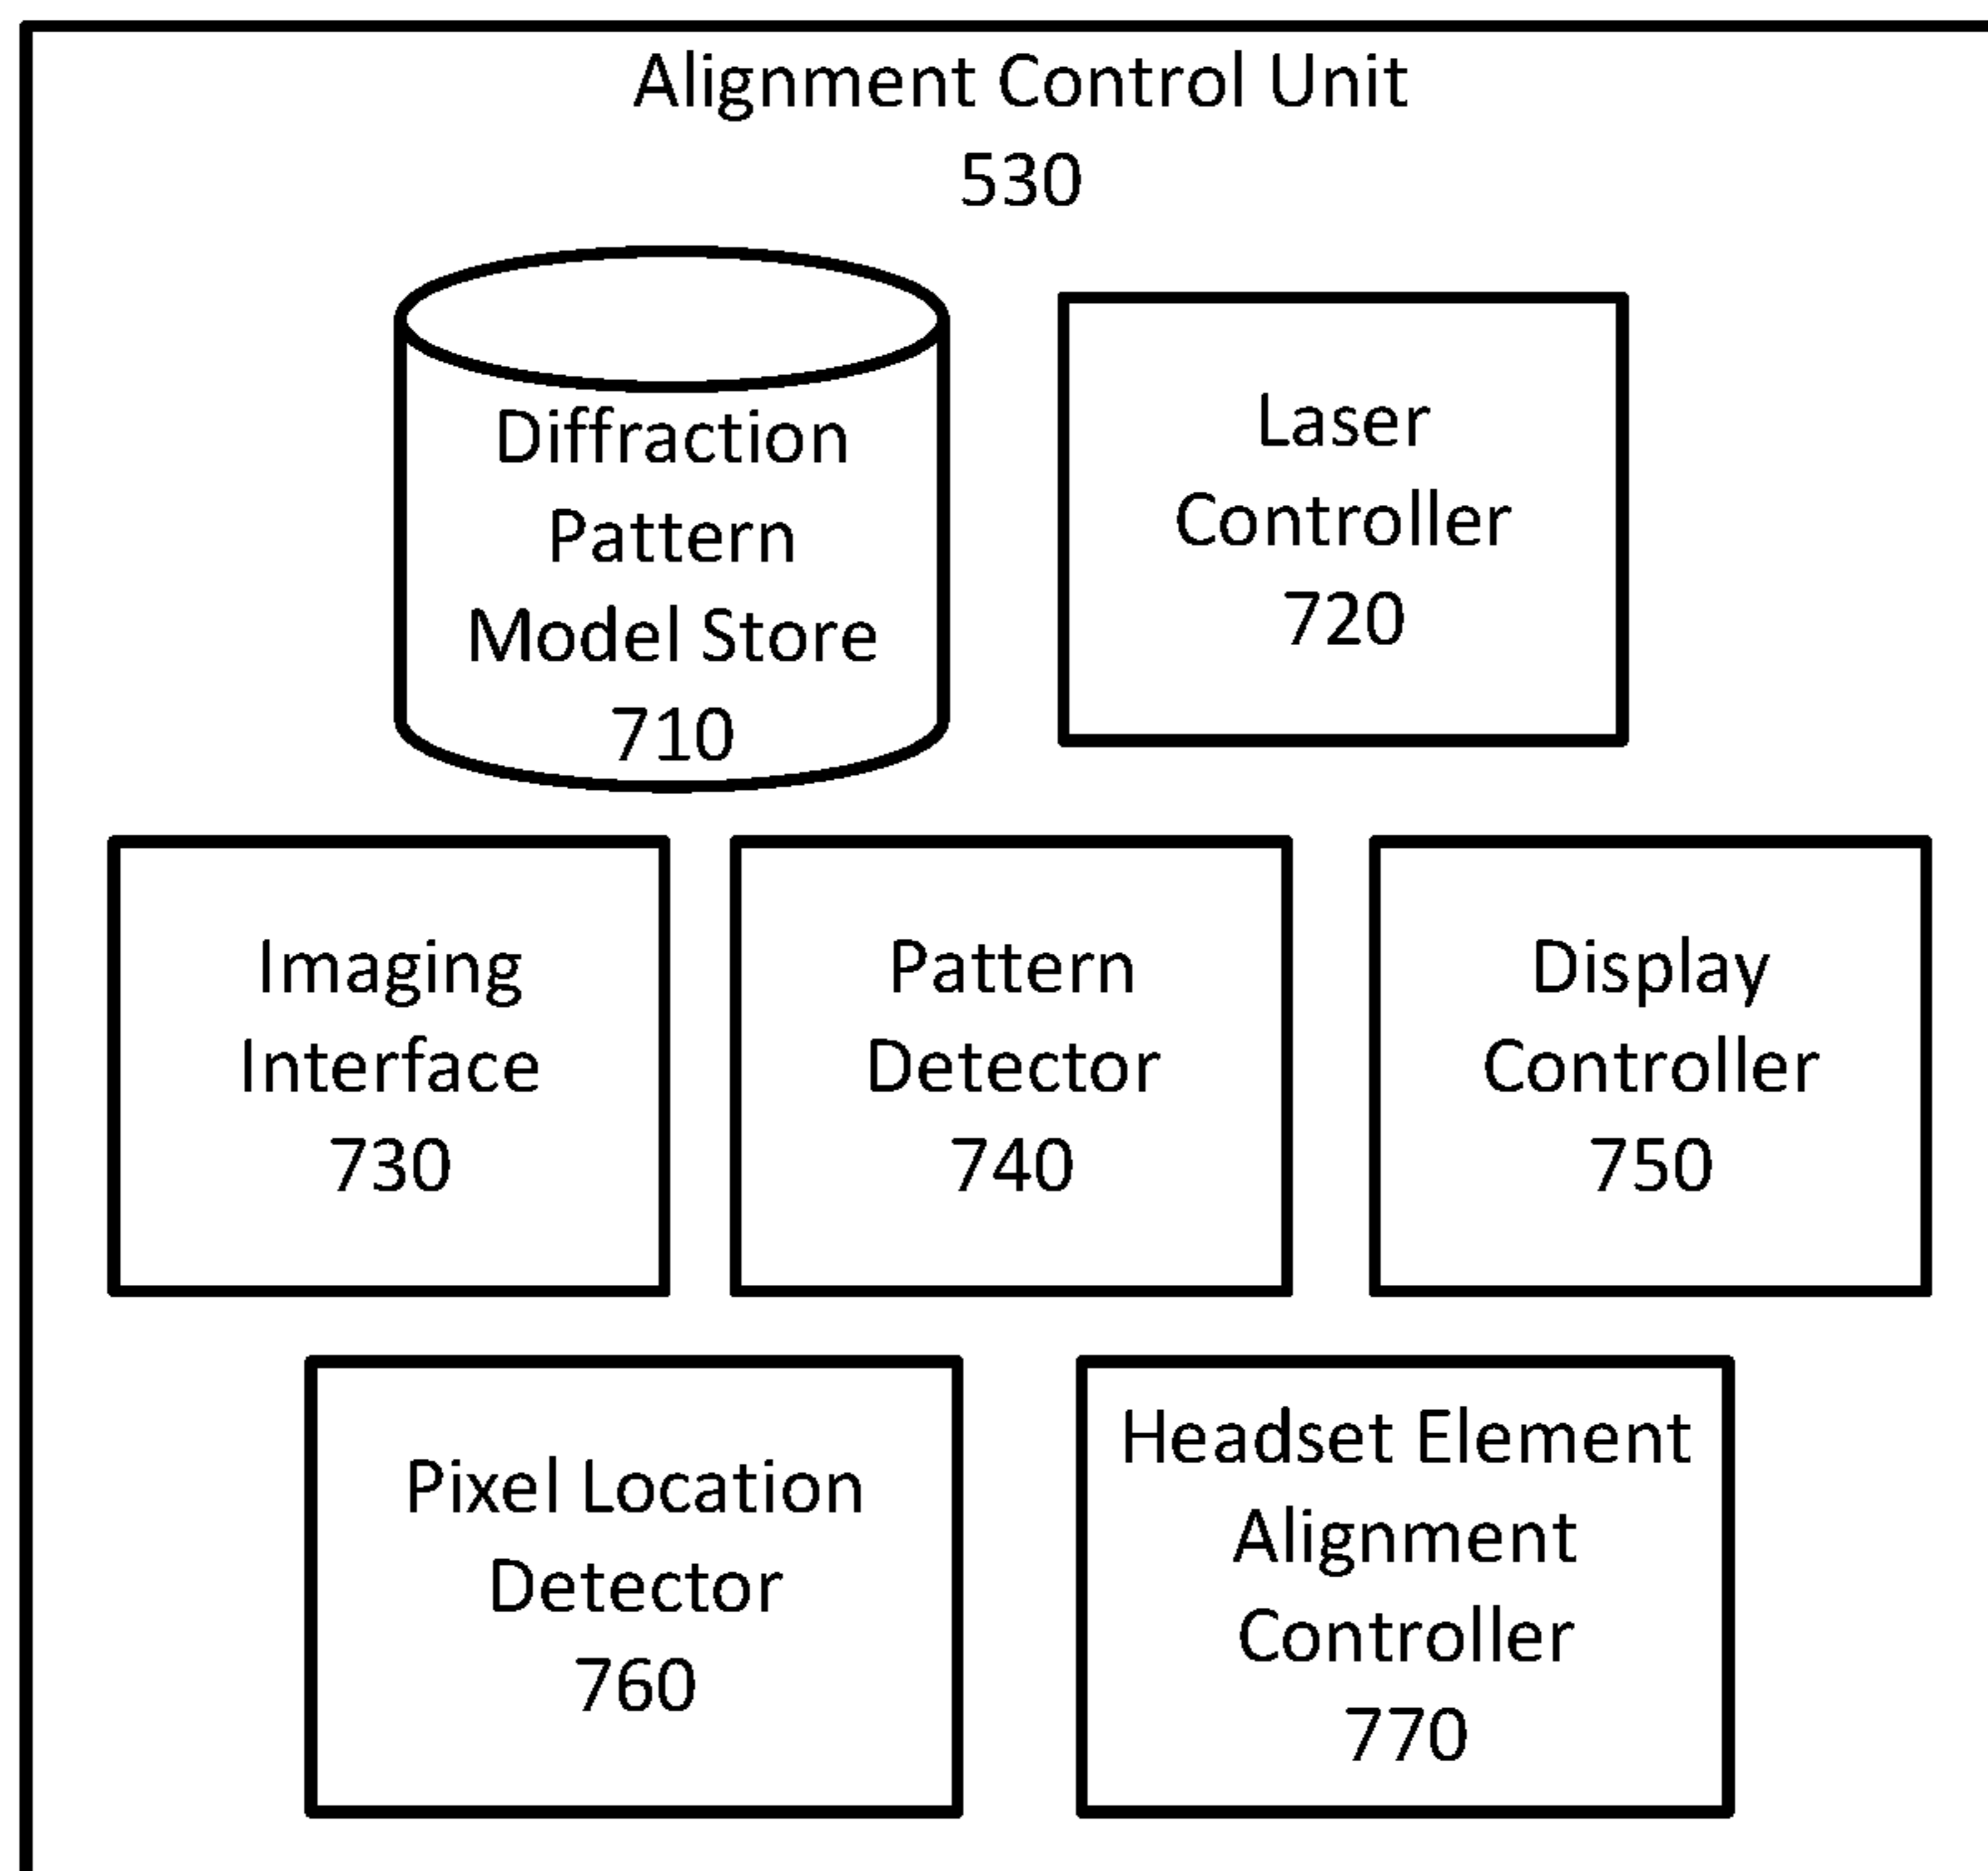 Alignment Control Unit
530
Diffraction
Pattern
Model Store
710
Laser
Controller
720
Imaging
Interface
730
Pattern
Detector
740
Display
Controller
750
Pixel Location
Detector
760
Headset Element
Alignment
Controller
770